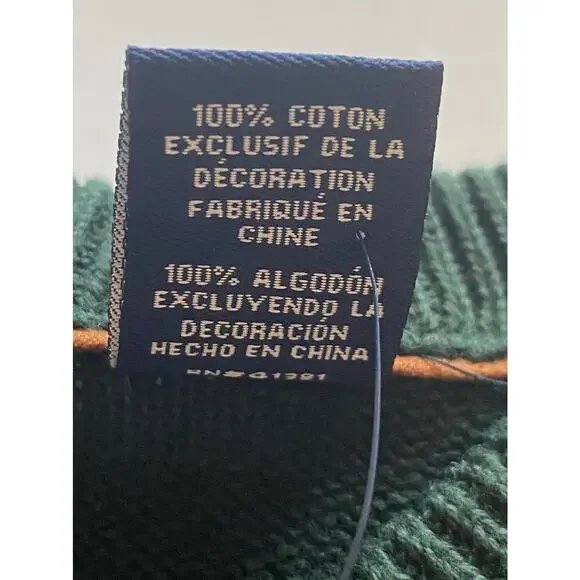 100% COTON
EXCLUSIF DE LA
DÉCORATION
FABRIQUÉ EN
CHINE
100% ALGODÓN
EXCLUYENDO LA
DECORACIÓN
HECHO EN CHINA